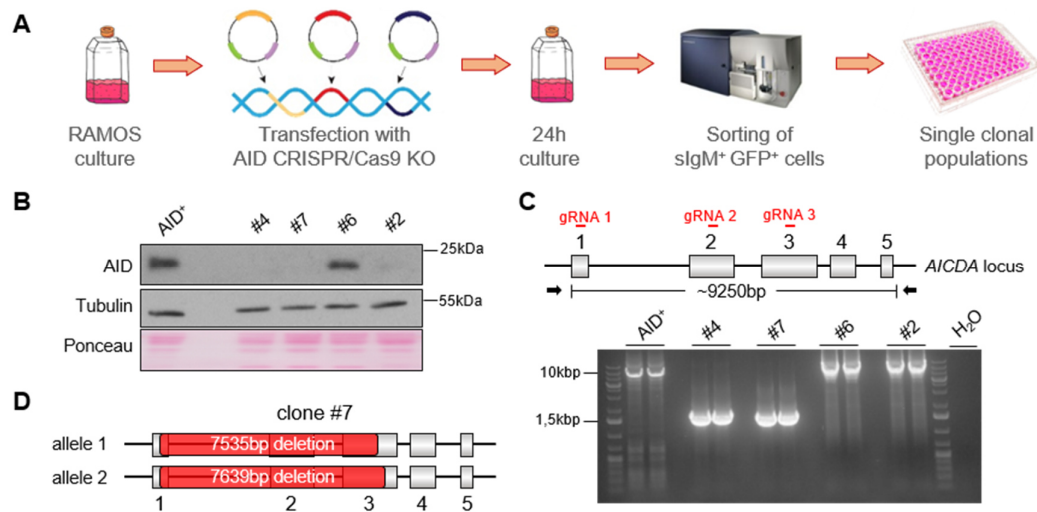 A
RAMOS
culture
Transfection with
AID CRISPR/Cas9 KO
24h
culture
Sorting of
sIgM+ GFP+ cells
Single clonal
populations
B
AID+ #4 #7 #6 #2
AID
25kDa
Tubulin
55kDa
Ponceau
C
gRNA 1 gRNA 2 gRNA 3
1 2 3 4 5
AICDA locus
~9250bp
AID+ #4 #7 #6 #2 H2O
10kbp
1,5kbp
D
clone #7
allele 1
7535bp deletion
allele 2
7639bp deletion
1 2 3 4 5